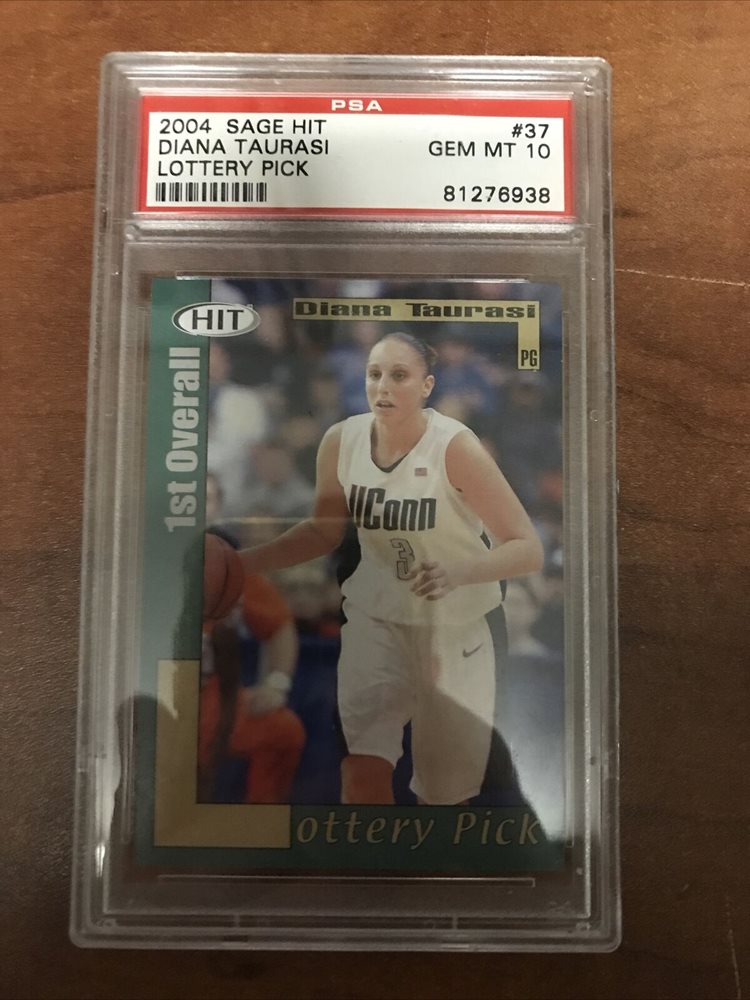 PSA
2004 SAGE HIT #37
DIANA TAURASI GEM MT 10
LOTTERY PICK
81276938
HIT
Diana Taurasi
PG
1st Overall
UConn
3
Lottery Pick